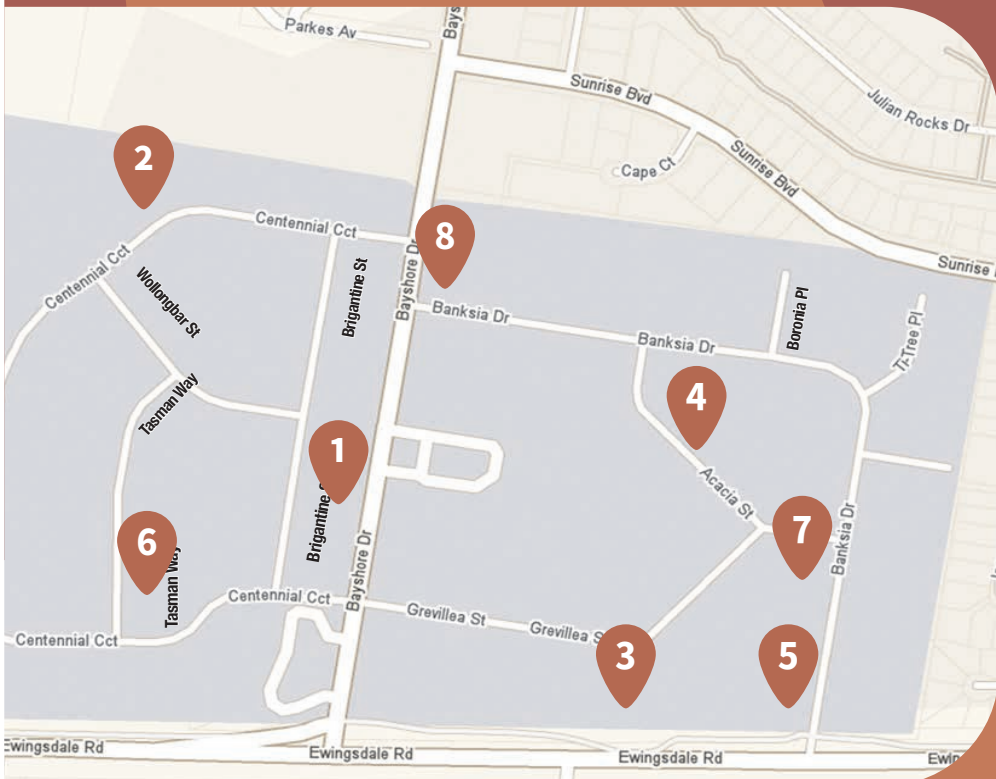 Parkes Av
Bays
Sunrise Bvd
Julian Rocks Dr
Cape Ct
Sunrise Bvd
2
Centennial Cct
8
Bayshore Dr
Sunrise
Centennial Cct
Wollongbar St
Brigantine St
Banksia Dr
Boronia Pl
Ti-Tree Pl
Banksia Dr
Tasman Way
4
1
Acacia St
Brigantine S
7
Banksia Dr
6
Tasman Way
Bayshore Dr
Centennial Cct
Grevillea St
Grevillea S
Centennial Cct
3
5
Ewingsdale Rd
Ewingsdale Rd
Ewingsdale Rd